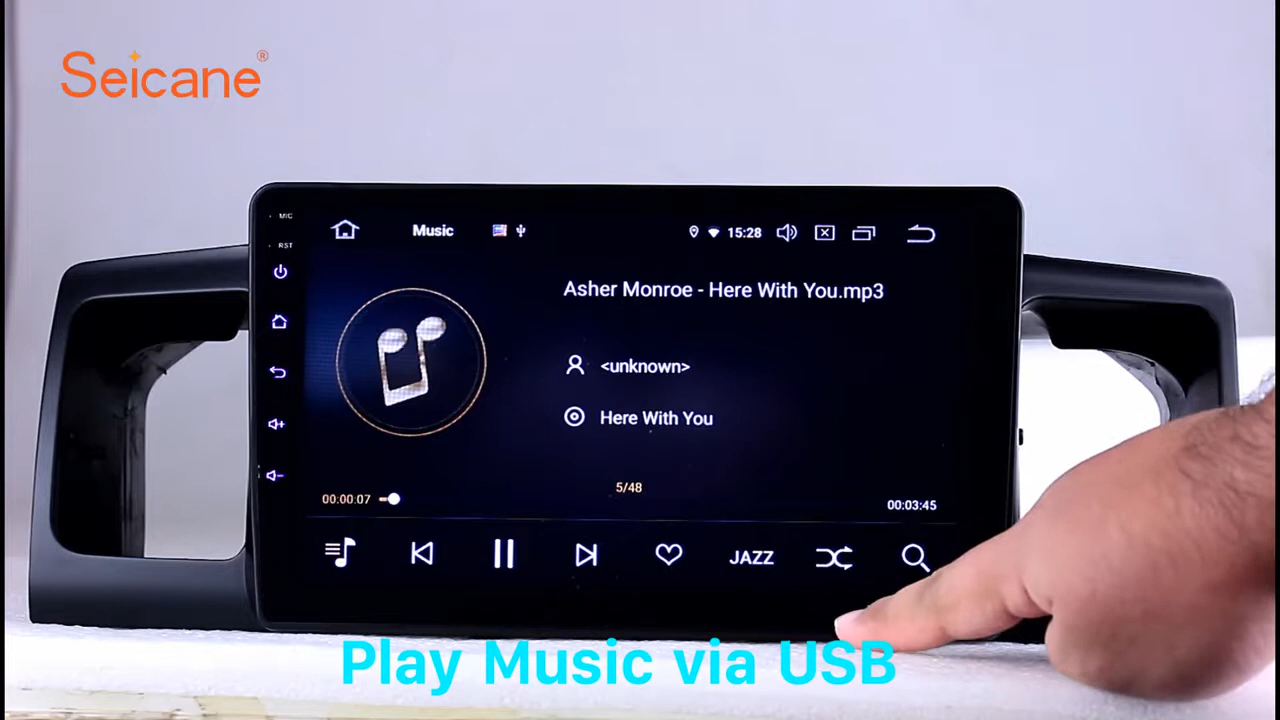 Seicane®
MIC
RST
Music
15:28
Asher Monroe - Here With You.mp3
<unknown>
Here With You
5/48
00:00:07
00:03:45
JAZZ
Play Music via USB